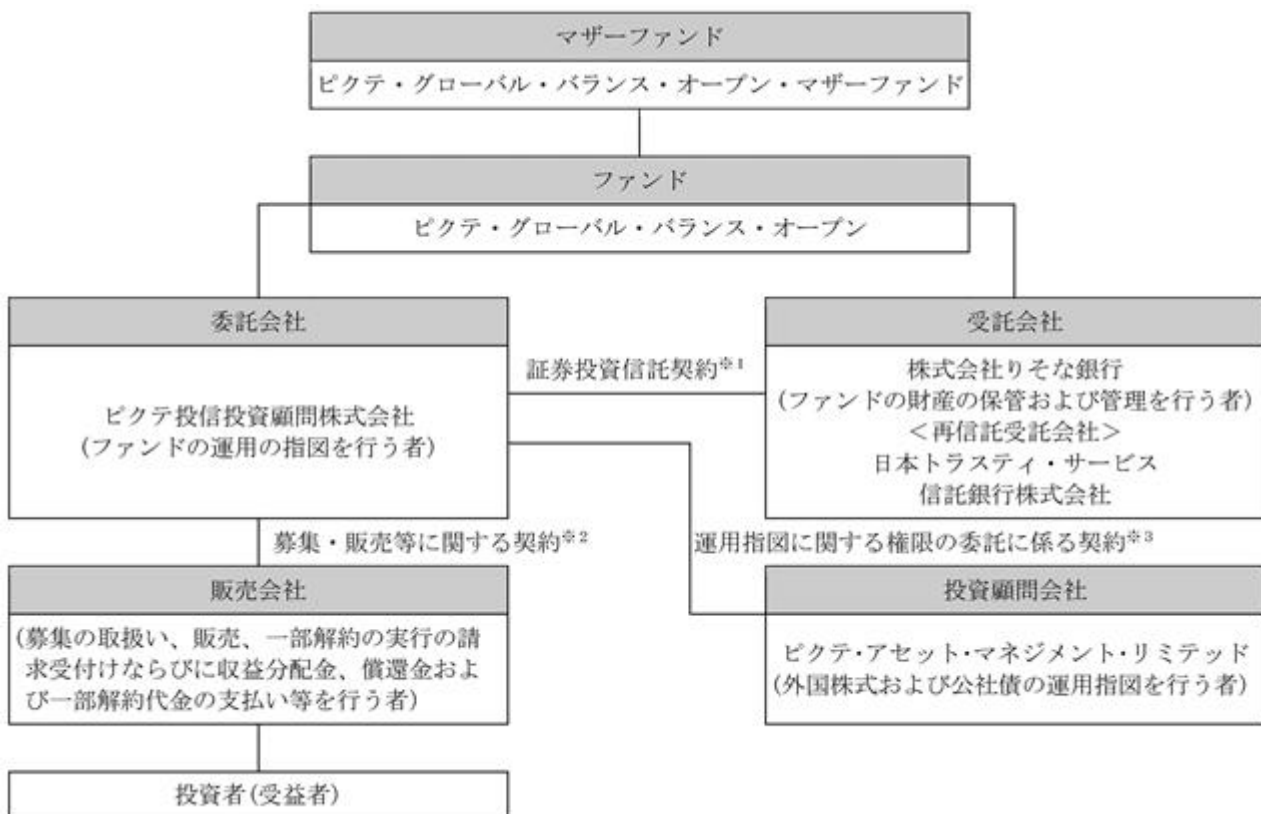 マザーファンド
ピクテ・グローバル・バランス・オープン・マザーファンド
ファンド
ピクテ・グローバル・バランス・オープン
委託会社
ピクテ投信投資顧問株式会社
(ファンドの運用の指図を行う者)
証券投資信託契約※1
受託会社
株式会社りそな銀行
(ファンドの財産の保管および管理を行う者)
＜再信託受託会社＞
日本トラスティ・サービス
信託銀行株式会社
募集・販売等に関する契約※2
運用指図に関する権限の委託に係る契約※3
販売会社
(募集の取扱い、販売、一部解約の実行の請
求受付けならびに収益分配金、償還金およ
び一部解約代金の支払い等を行う者)
投資顧問会社
ピクテ・アセット・マネジメント・リミテッド
(外国株式および公社債の運用指図を行う者)
投資者(受益者)